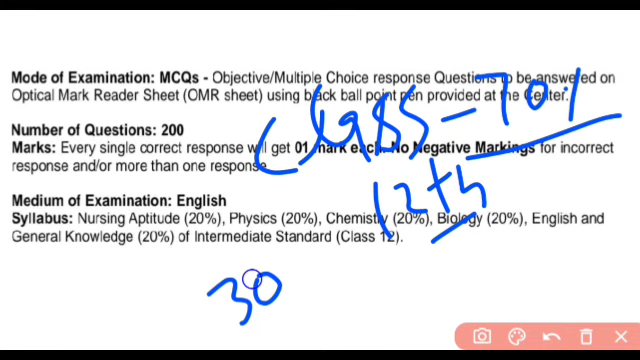 Mode of Examination: MCQs - Objective/Multiple Choice response Questions to be answered on
Optical Mark Reader Sheet (OMR sheet) using black ball point pen provided at the Center.
Class - 70%
Number of Questions: 200
Marks: Every single correct response will get 01 mark each. No Negative Markings for incorrect
response and/or more than one response
12th
Medium of Examination: English
Syllabus: Nursing Aptitude (20%), Physics (20%), Chemistry (20%), Biology (20%), English and
General Knowledge (20%) of Intermediate Standard (Class 12).
30